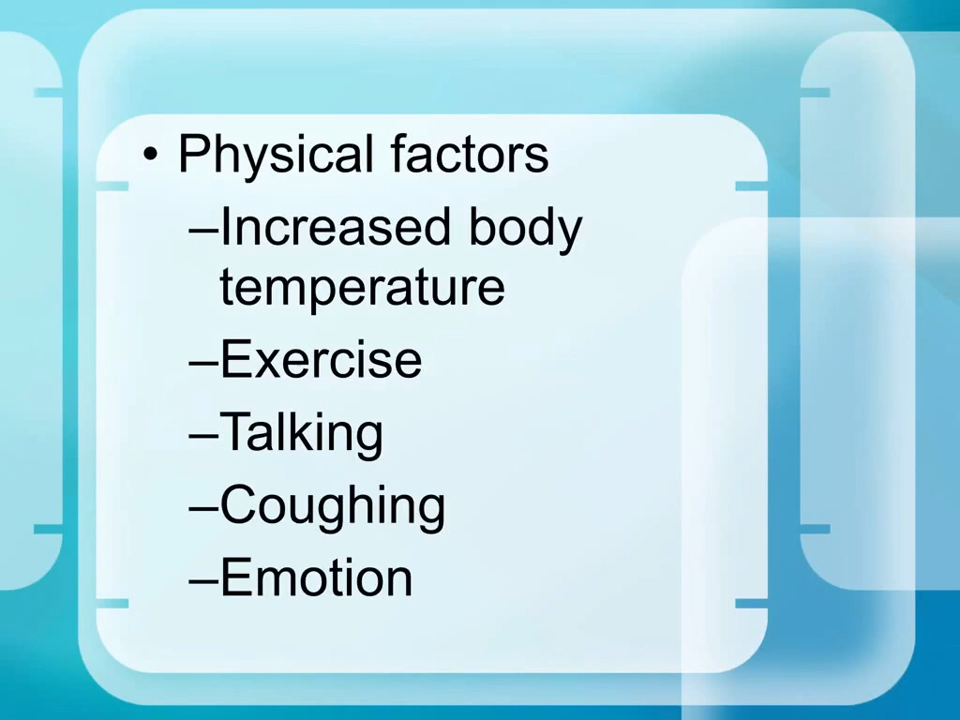 • Physical factors
–Increased body
temperature
–Exercise
–Talking
–Coughing
–Emotion